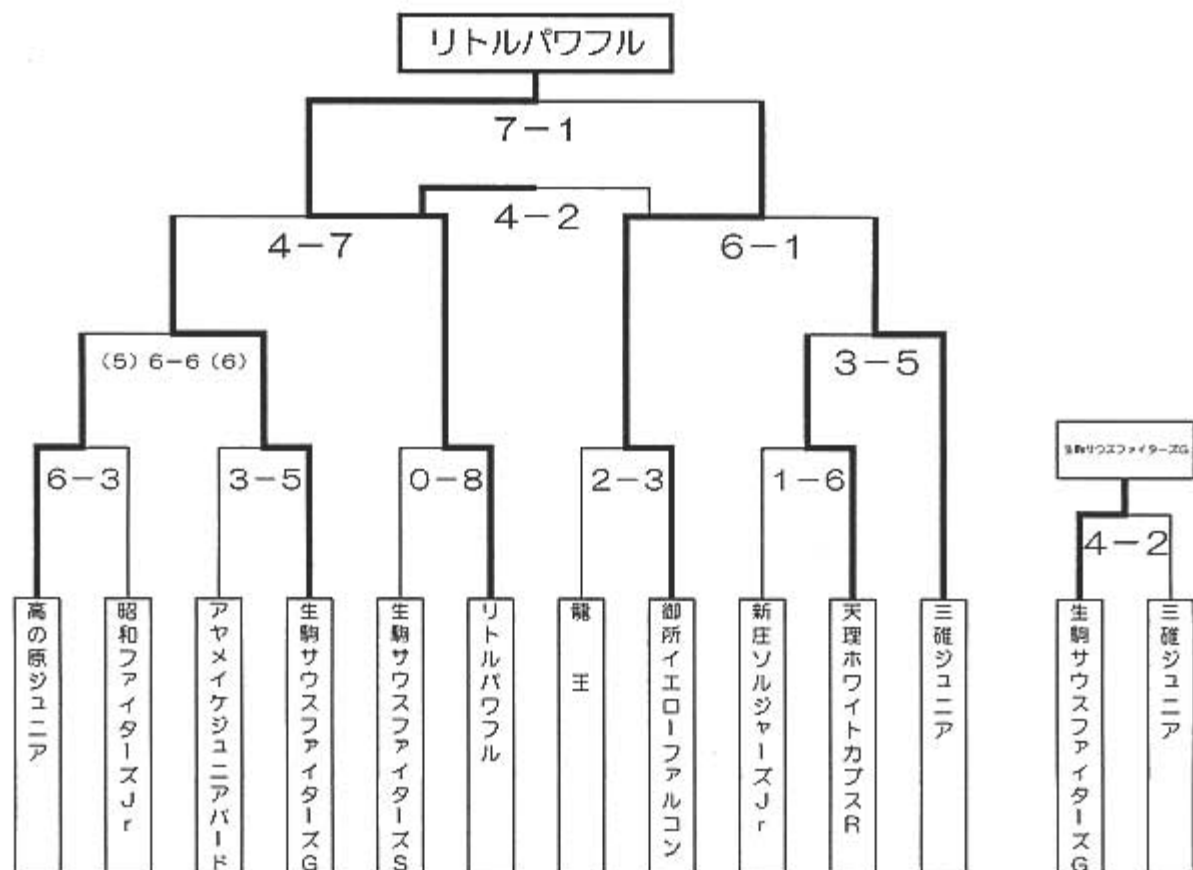 リトルパワフル
7-1
4-2
4-7
6-1
(5) 6-6 (6)
3-5
6-3
3-5
0-8
2-3
1-6
生駒サウスファイターズG
4-2
高の原ジュニア
昭和ファイターズJr
アヤメイケジュニアバード
生駒サウスファイターズG
生駒サウスファイターズS
リトルパワフル
龍 王
御所イエローファルコン
新庄ソルジャーズJr
天理ホワイトカブスR
三碓ジュニア
生駒サウスファイターズG
三碓ジュニア